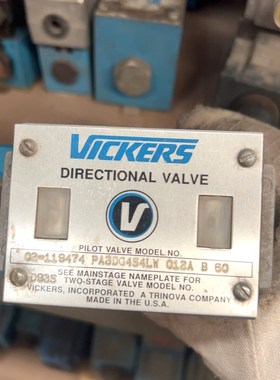 VICKERS
DIRECTIONAL VALVE
V
PILOT VALVE MODEL NO.
02-119474 PA3DG4S4LW 012A B 60
D93S
SEE MAINSTAGE NAMEPLATE FOR
TWO-STAGE VALVE MODEL NO.
VICKERS, INCORPORATED A TRINOVA COMPANY
MADE IN THE U.S.A.